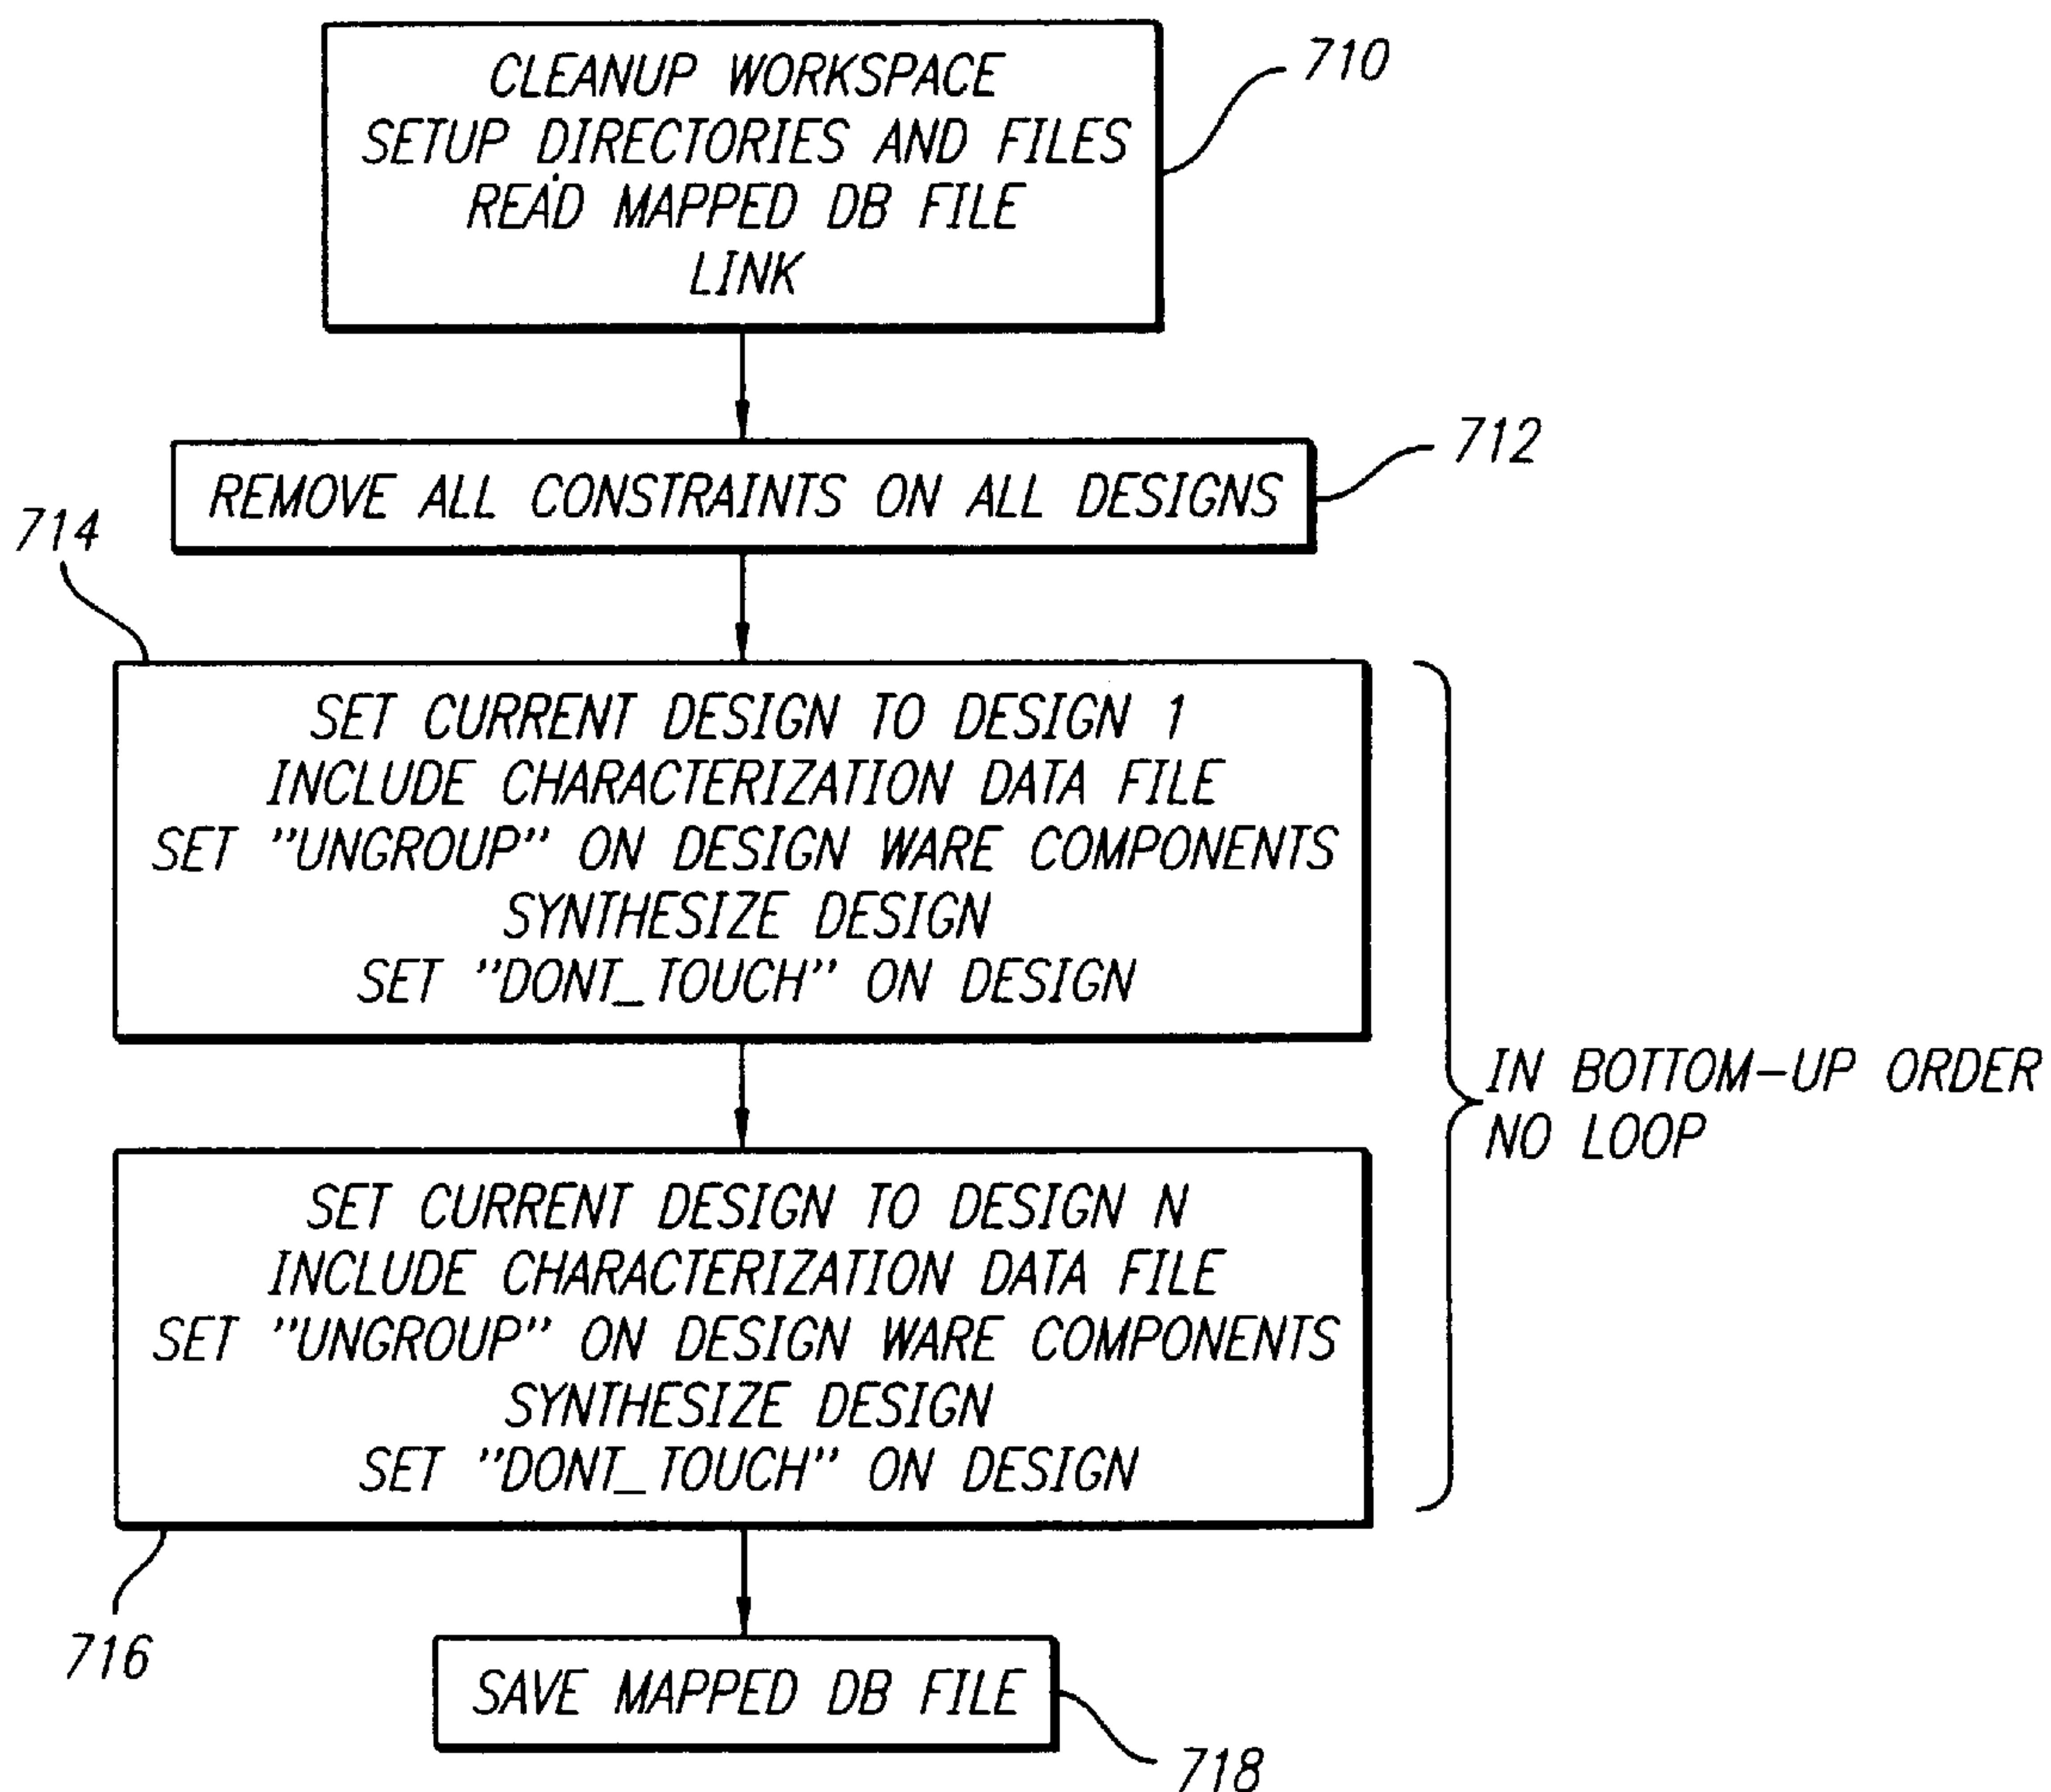 CLEANUP WORKSPACE
SETUP DIRECTORIES AND FILES
READ MAPPED DB FILE
LINK
710
REMOVE ALL CONSTRAINTS ON ALL DESIGNS
712
714
SET CURRENT DESIGN TO DESIGN 1
INCLUDE CHARACTERIZATION DATA FILE
SET "UNGROUP" ON DESIGN WARE COMPONENTS
SYNTHESIZE DESIGN
SET "DONT_TOUCH" ON DESIGN
IN BOTTOM-UP ORDER
NO LOOP
SET CURRENT DESIGN TO DESIGN N
INCLUDE CHARACTERIZATION DATA FILE
SET "UNGROUP" ON DESIGN WARE COMPONENTS
SYNTHESIZE DESIGN
SET "DONT_TOUCH" ON DESIGN
716
SAVE MAPPED DB FILE
718